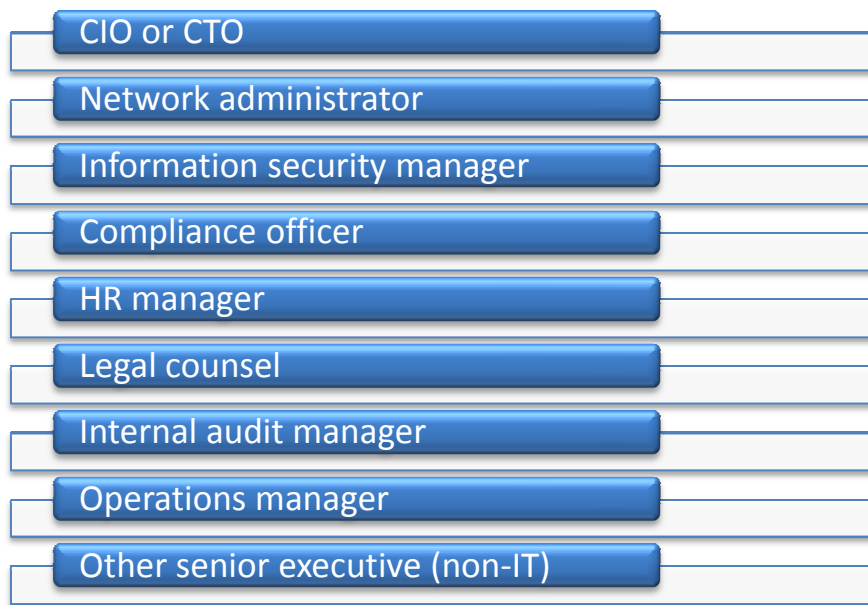 CIO or CTO
Network administrator
Information security manager
Compliance officer
HR manager
Legal counsel
Internal audit manager
Operations manager
Other senior executive (non-IT)